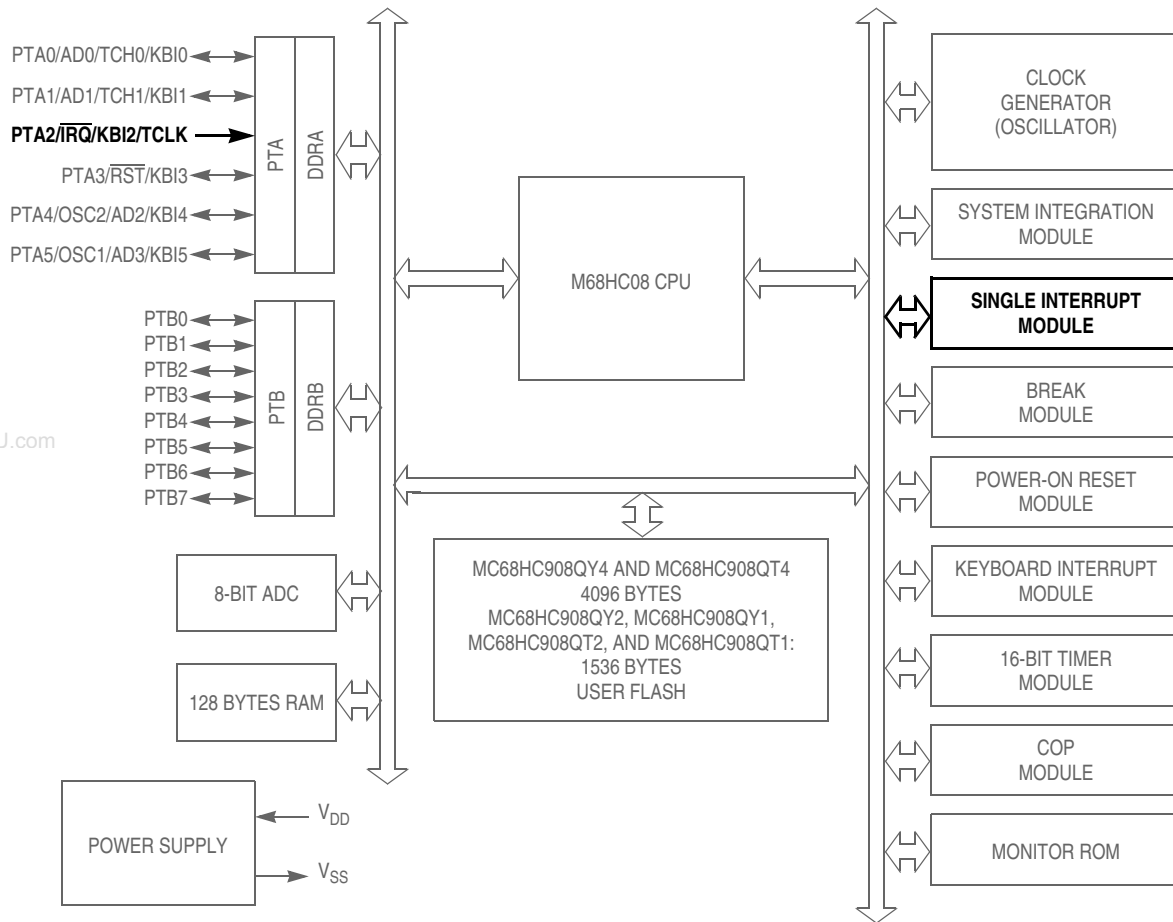 PTA0/AD0/TCH0/KBI0
PTA1/AD1/TCH1/KBI1
PTA2/IRQ/KBI2/TCLK
PTA3/RST/KBI3
PTA4/OSC2/AD2/KBI4
PTA5/OSC1/AD3/KBI5
PTA
DDRA
PTB0
PTB1
PTB2
PTB3
PTB4
PTB5
PTB6
PTB7
PTB
DDRB
U.com
8-BIT ADC
128 BYTES RAM
POWER SUPPLY
VDD
VSS
M68HC08 CPU
MC68HC908QY4 AND MC68HC908QT4
4096 BYTES
MC68HC908QY2, MC68HC908QY1,
MC68HC908QT2, AND MC68HC908QT1:
1536 BYTES
USER FLASH
CLOCK
GENERATOR
(OSCILLATOR)
SYSTEM INTEGRATION
MODULE
SINGLE INTERRUPT
MODULE
BREAK
MODULE
POWER-ON RESET
MODULE
KEYBOARD INTERRUPT
MODULE
16-BIT TIMER
MODULE
COP
MODULE
MONITOR ROM